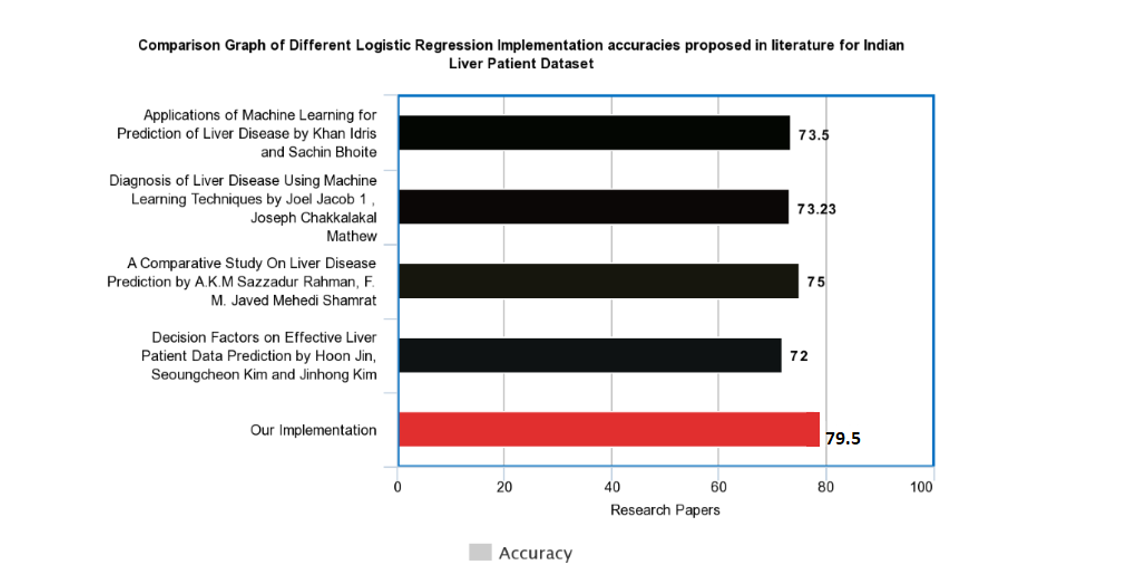 Comparison Graph of Different Logistic Regression Implementation accuracies proposed in literature for Indian
Liver Patient Dataset
Applications of Machine Learning for
Prediction of Liver Disease by Khan Idris
and Sachin Bhoite
73.5
Diagnosis of Liver Disease Using Machine
Learning Techniques by Joel Jacob 1 ,
Joseph Chakkalakal
Mathew
73.23
A Comparative Study On Liver Disease
Prediction by A.K.M Sazzadur Rahman, F.
M. Javed Mehedi Shamrat
75
Decision Factors on Effective Liver
Patient Data Prediction by Hoon Jin,
Seoungcheon Kim and Jinhong Kim
72
Our Implementation
79.5
0 20 40 60 80 100
Research Papers
Accuracy